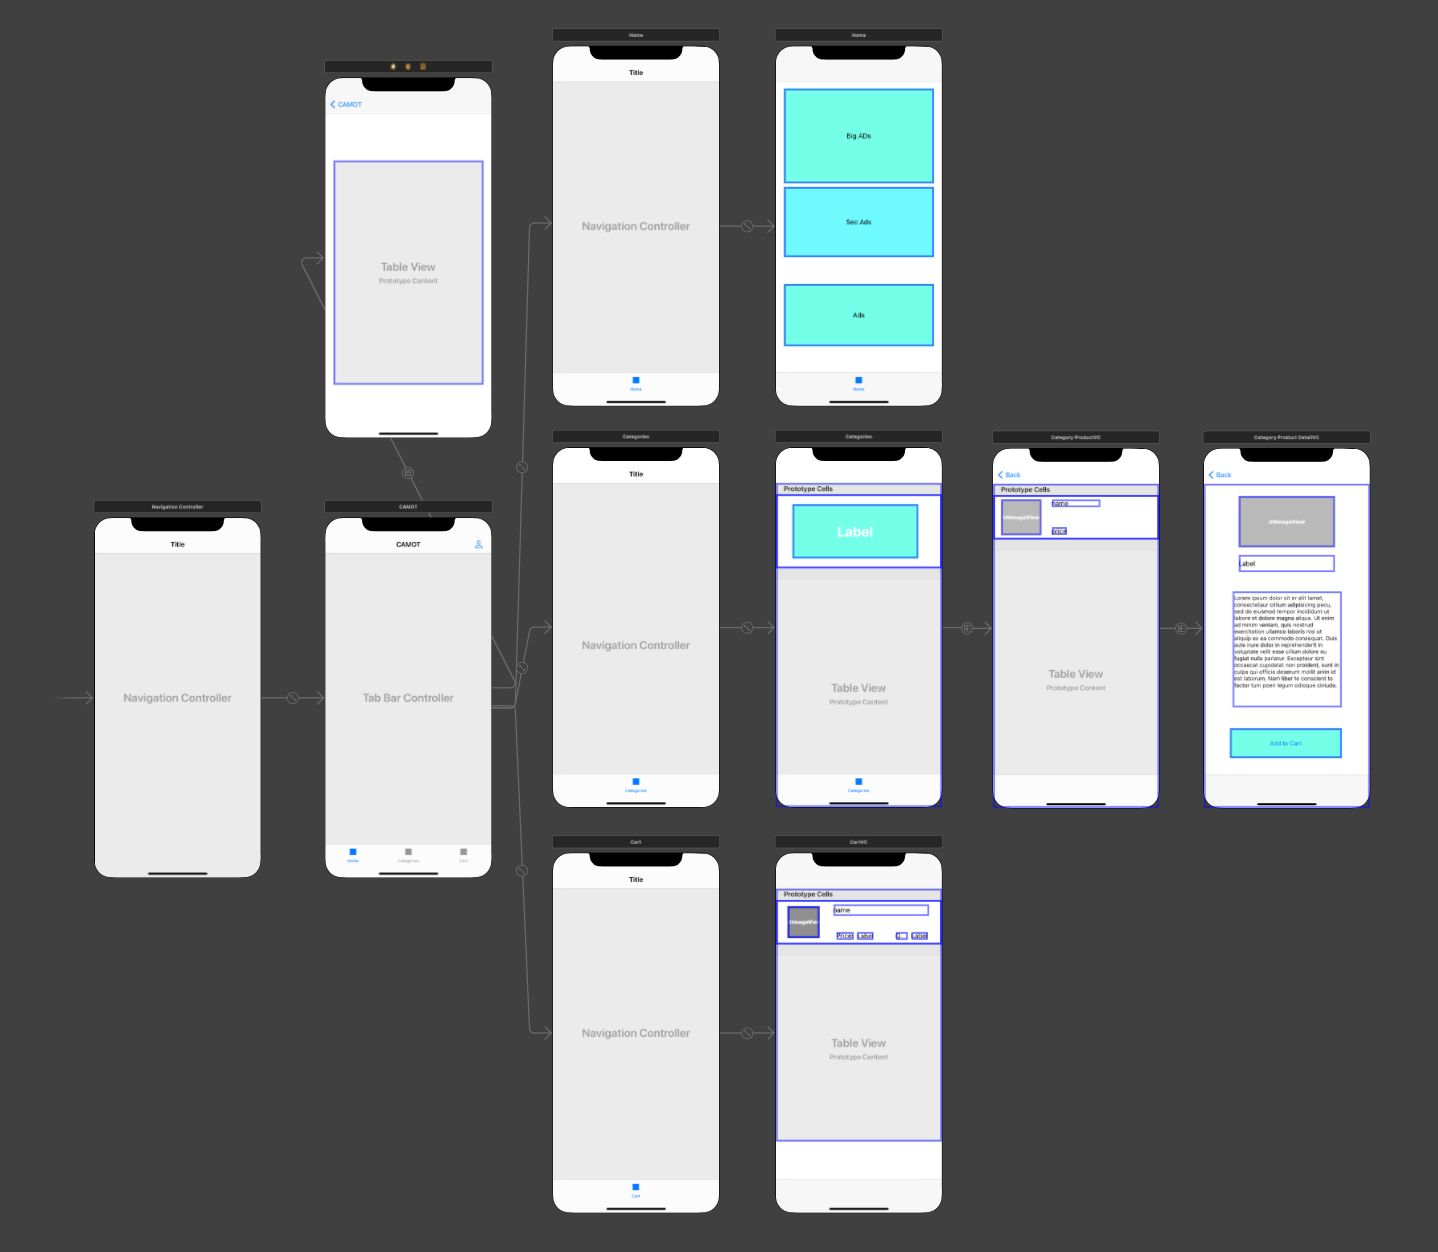 CAMOT
Table View
Prototype Content
Home
Title
Navigation Controller
Home
Home
Big ADs
Sec Ads
Ads
Home
Navigation Controller
Title
Navigation Controller
CAMOT
CAMOT
Tab Bar Controller
Home
Categories
Cart
Categories
Title
Navigation Controller
Categories
Categories
Prototype Cells
Label
Table View
Prototype Content
Categories
Category ProductVC
Back
Prototype Cells
UIImageView
name
price
Table View
Prototype Content
Category Product DetailVC
Back
UIImageView
Label
Lorem ipsum dolor sit er elit lamet,
consectetaur cillium adipisicing pecu,
sed do eiusmod tempor incididunt ut
labore et dolore magna aliqua. Ut enim
ad minim veniam, quis nostrud
exercitation ullamco laboris nisi ut
aliquip ex ea commodo consequat. Duis
aute irure dolor in reprehenderit in
voluptate velit esse cillum dolore eu
fugiat nulla pariatur. Excepteur sint
occaecat cupidatat non proident, sunt in
culpa qui officia deserunt mollit anim id
est laborum. Nam liber te conscient to
factor tum poen legum odioque civiuda.
Add to Cart
Cart
Title
Navigation Controller
Cart
CartVC
Prototype Cells
name
Price:
Label
Q...
Label
Table View
Prototype Content